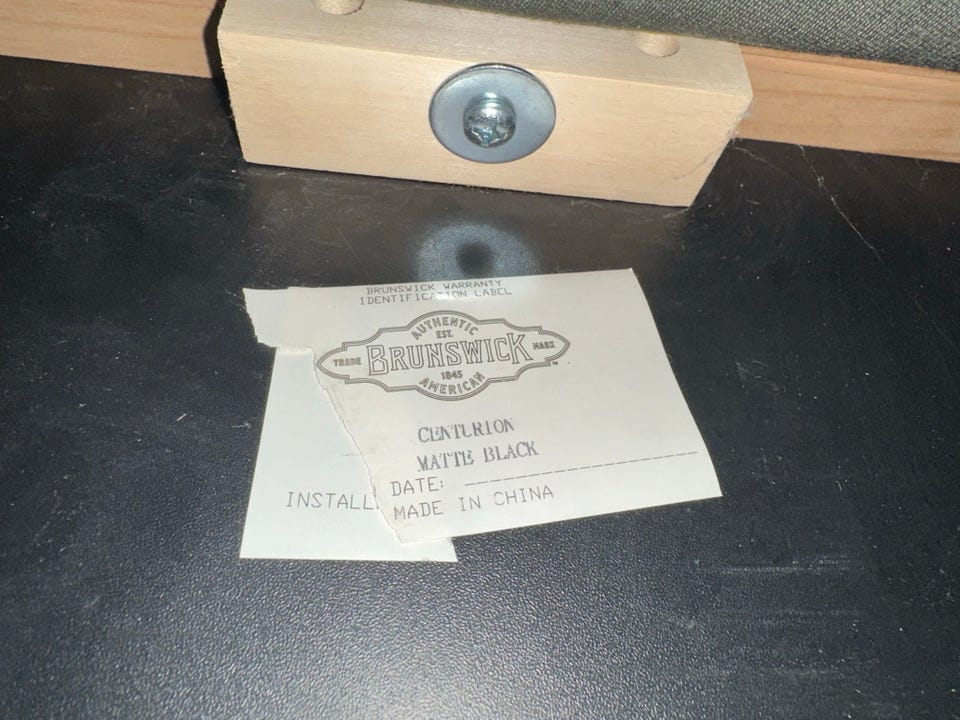 BRUNSWICK WARRANTY
IDENTIFICATION LABEL
AUTHENTIC
EST.
TRADE BRUNSWICK MARK
1845
AMERICAN
CENTURION
MATTE BLACK
DATE:
INSTALL
MADE IN CHINA